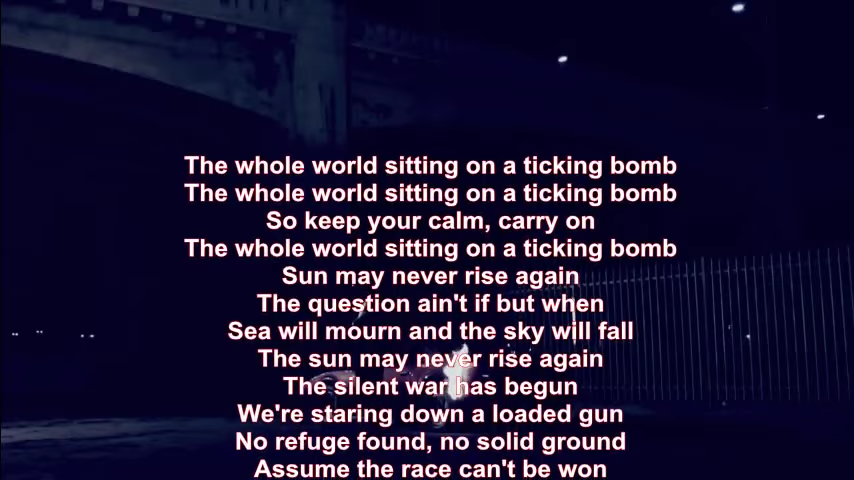 The whole world sitting on a ticking bomb
The whole world sitting on a ticking bomb
So keep your calm, carry on
The whole world sitting on a ticking bomb
Sun may never rise again
The question ain't if but when
Sea will mourn and the sky will fall
The sun may never rise again
The silent war has begun
We're staring down a loaded gun
No refuge found, no solid ground
Assume the race can't be won